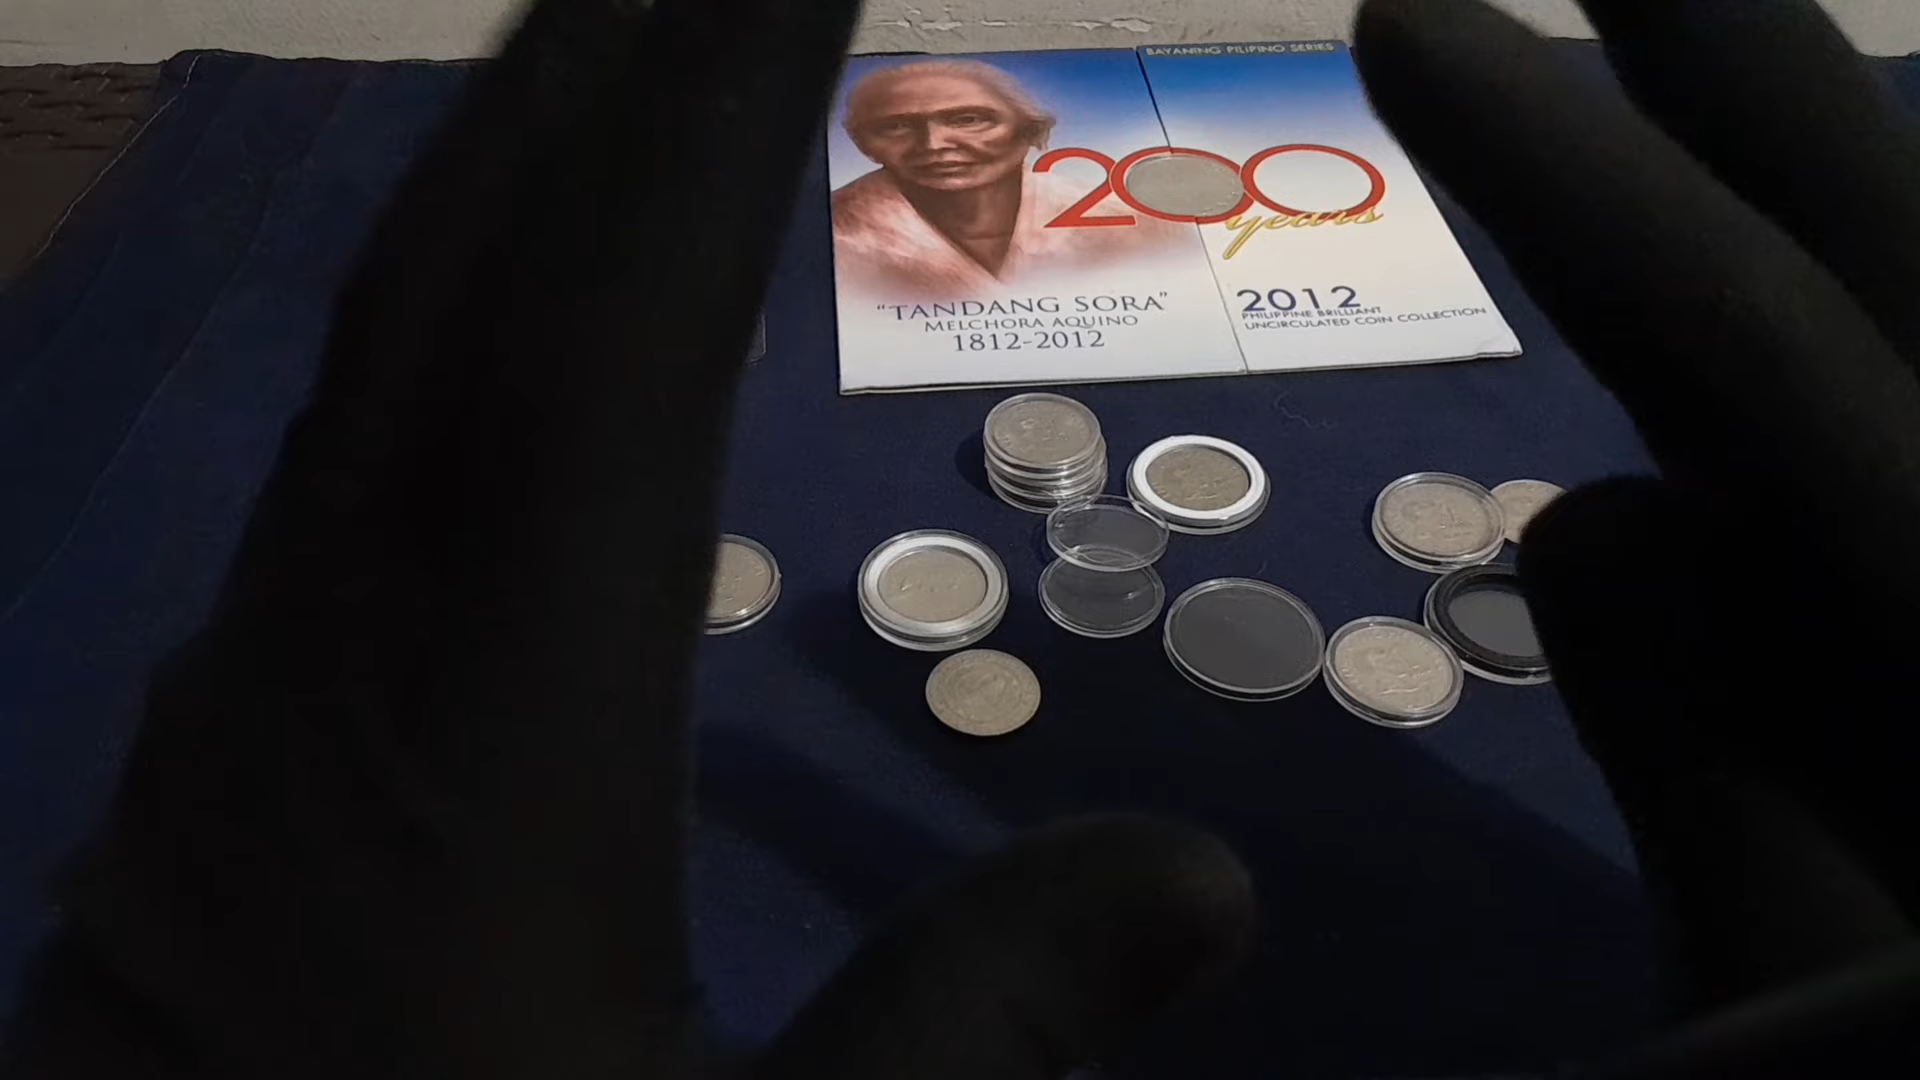 BAYANING PILIPINO SERIES
200
years
"TANDANG SORA"
MELCHORA AQUINO
1812-2012
2012
PHILIPPINE BRILLIANT
UNCIRCULATED COIN COLLECTION